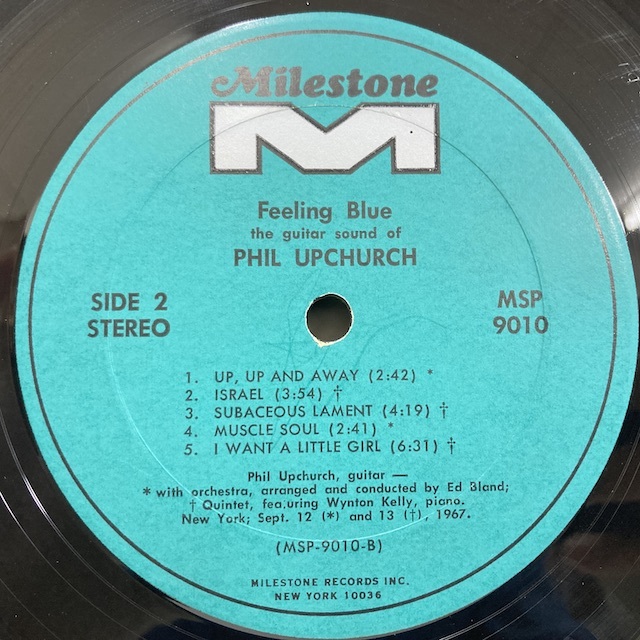 Milestone
M
Feeling Blue
the guitar sound of
PHIL UPCHURCH
SIDE 2
STEREO
MSP
9010
1. UP, UP AND AWAY (2:42) *
2. ISRAEL (3:54) †
3. SUBACEOUS LAMENT (4:19) †
4. MUSCLE SOUL (2:41) *
5. I WANT A LITTLE GIRL (6:31) †
Phil Upchurch, guitar —
* with orchestra, arranged and conducted by Ed Bland;
† Quintet, featuring Wynton Kelly, piano.
New York; Sept. 12 (*) and 13 (†), 1967.
(MSP-9010-B)
MILESTONE RECORDS INC.
NEW YORK 10036